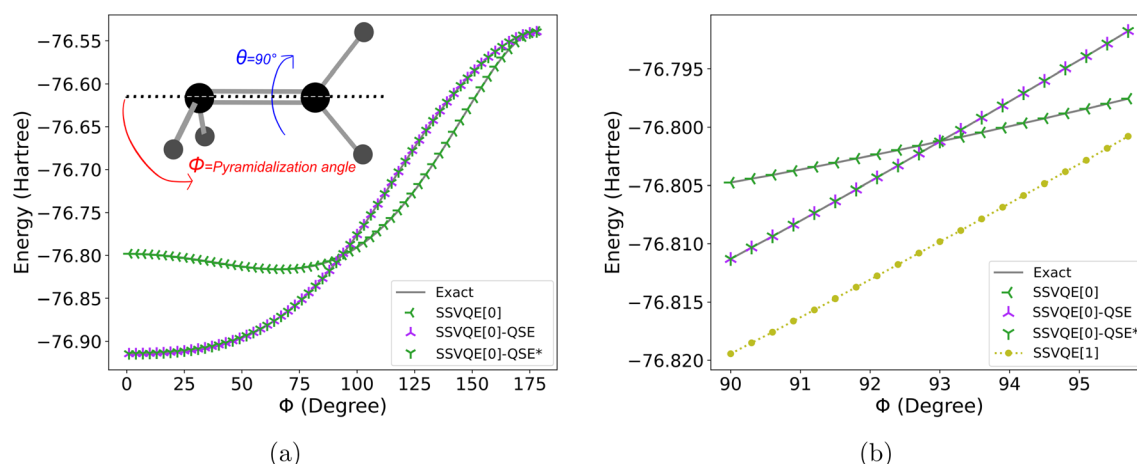 −76.55
−76.60
−76.65
−76.70
−76.75
−76.80
−76.85
−76.90
Energy (Hartree)
θ=90°
Φ=Pyramidalization angle
Exact
SSVQE[0]
SSVQE[0]-QSE
SSVQE[0]-QSE*
0 25 50 75 100 125 150 175
Φ (Degree)
(a)
−76.795
−76.800
−76.805
−76.810
−76.815
−76.820
Energy (Hartree)
Exact
SSVQE[0]
SSVQE[0]-QSE
SSVQE[0]-QSE*
SSVQE[1]
90 91 92 93 94 95
Φ (Degree)
(b)